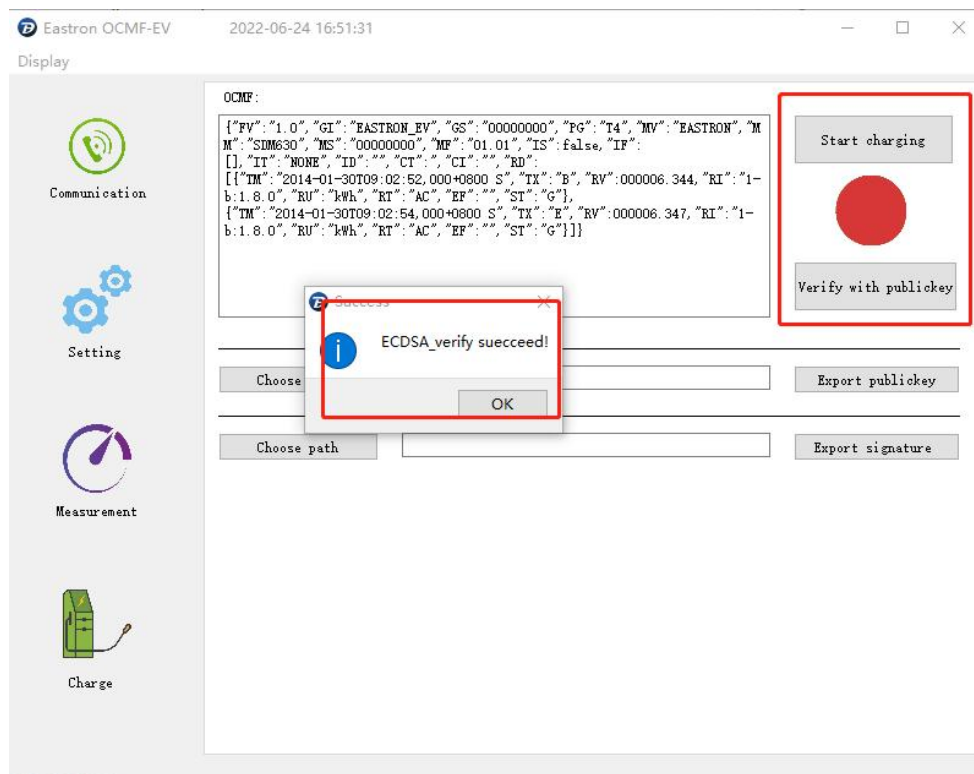 Eastron OCMF-EV 2022-06-24 16:51:31
Display
OCMF:
{"FV":"1.0","GI":"EASTRON_EV","GS":"00000000","PG":"T4","MV":"EASTRON","M
M":"SDM630","MS":"00000000","MF":"01.01","IS":false,"IF":
[],"IT":"NONE","ID":"","CT":","CI":"","RD":
[{"TM":"2014-01-30T09:02:52,000+0800 S","TX":"B","RV":000006.344,"RI":"1-
b:1.8.0","RU":"kWh","RT":"AC","EF":"","ST":"G"},
{"TM":"2014-01-30T09:02:54,000+0800 S","TX":"E","RV":000006.347,"RI":"1-
b:1.8.0","RU":"kWh","RT":"AC","EF":"","ST":"G"}]}
Start charging
Verify with publickey
Communication
Setting
Measurement
Charge
Success
ECDSA_verify suecceed!
OK
Choose
Export publickey
Choose path
Export signature